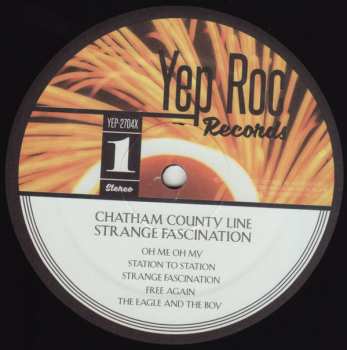 Yep Roc
Records
YEP-2704X
1
Stereo
CHATHAM COUNTY LINE
STRANGE FASCINATION
OH ME OH MY
STATION TO STATION
STRANGE FASCINATION
FREE AGAIN
THE EAGLE AND THE BOY